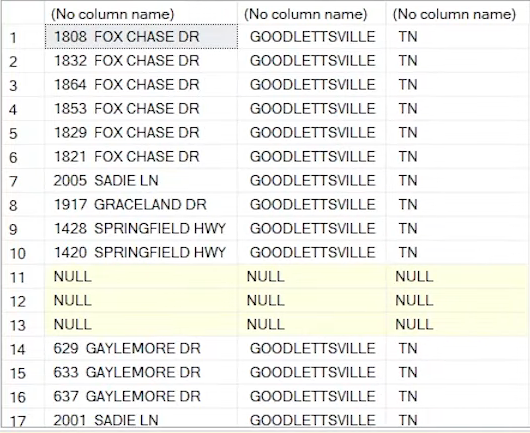 (No column name) (No column name) (No column name)
1 1808 FOX CHASE DR GOODLETTSVILLE TN
2 1832 FOX CHASE DR GOODLETTSVILLE TN
3 1864 FOX CHASE DR GOODLETTSVILLE TN
4 1853 FOX CHASE DR GOODLETTSVILLE TN
5 1829 FOX CHASE DR GOODLETTSVILLE TN
6 1821 FOX CHASE DR GOODLETTSVILLE TN
7 2005 SADIE LN GOODLETTSVILLE TN
8 1917 GRACELAND DR GOODLETTSVILLE TN
9 1428 SPRINGFIELD HWY GOODLETTSVILLE TN
10 1420 SPRINGFIELD HWY GOODLETTSVILLE TN
11 NULL NULL NULL
12 NULL NULL NULL
13 NULL NULL NULL
14 629 GAYLEMORE DR GOODLETTSVILLE TN
15 633 GAYLEMORE DR GOODLETTSVILLE TN
16 637 GAYLEMORE DR GOODLETTSVILLE TN
17 2001 SADIE LN GOODLETTSVILLE TN